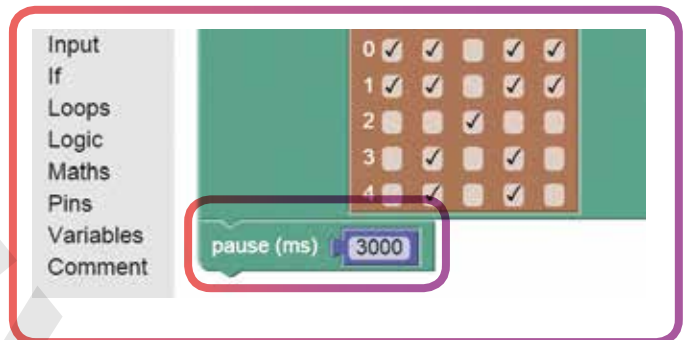 Input
If
Loops
Logic
Maths
Pins
Variables
Comment
0 ✓ ✓ ✓ ✓
1 ✓ ✓ ✓ ✓
2 ✓
3 ✓ ✓
4 ✓ ✓
pause (ms) 3000